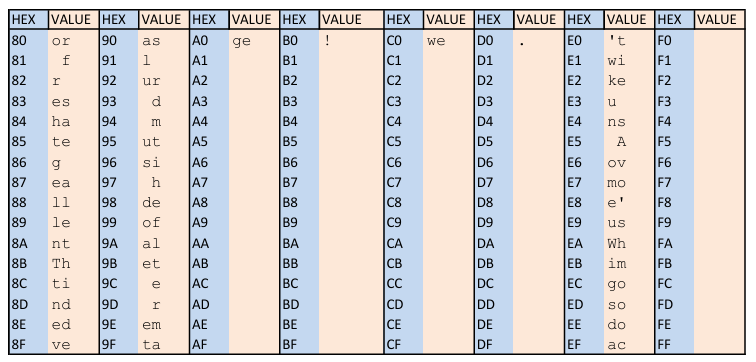 HEX VALUE HEX VALUE HEX VALUE HEX VALUE HEX VALUE HEX VALUE HEX VALUE HEX VALUE
80 or 90 as A0 ge B0 ! C0 we D0 . E0 't F0
81 f 91 l A1 B1 C1 D1 E1 wi F1
82 r 92 ur A2 B2 C2 D2 E2 ke F2
83 es 93 d A3 B3 C3 D3 E3 u F3
84 ha 94 m A4 B4 C4 D4 E4 ns F4
85 te 95 ut A5 B5 C5 D5 E5 A F5
86 g 96 si A6 B6 C6 D6 E6 ov F6
87 ea 97 h A7 B7 C7 D7 E7 mo F7
88 ll 98 de A8 B8 C8 D8 E8 e' F8
89 le 99 of A9 B9 C9 D9 E9 us F9
8A nt 9A al AA BA CA DA EA Wh FA
8B Th 9B et AB BB CB DB EB im FB
8C ti 9C e AC BC CC DC EC go FC
8D nd 9D r AD BD CD DD ED so FD
8E ed 9E em AE BE CE DE EE do FE
8F ve 9F ta AF BF CF DF EF ac FF